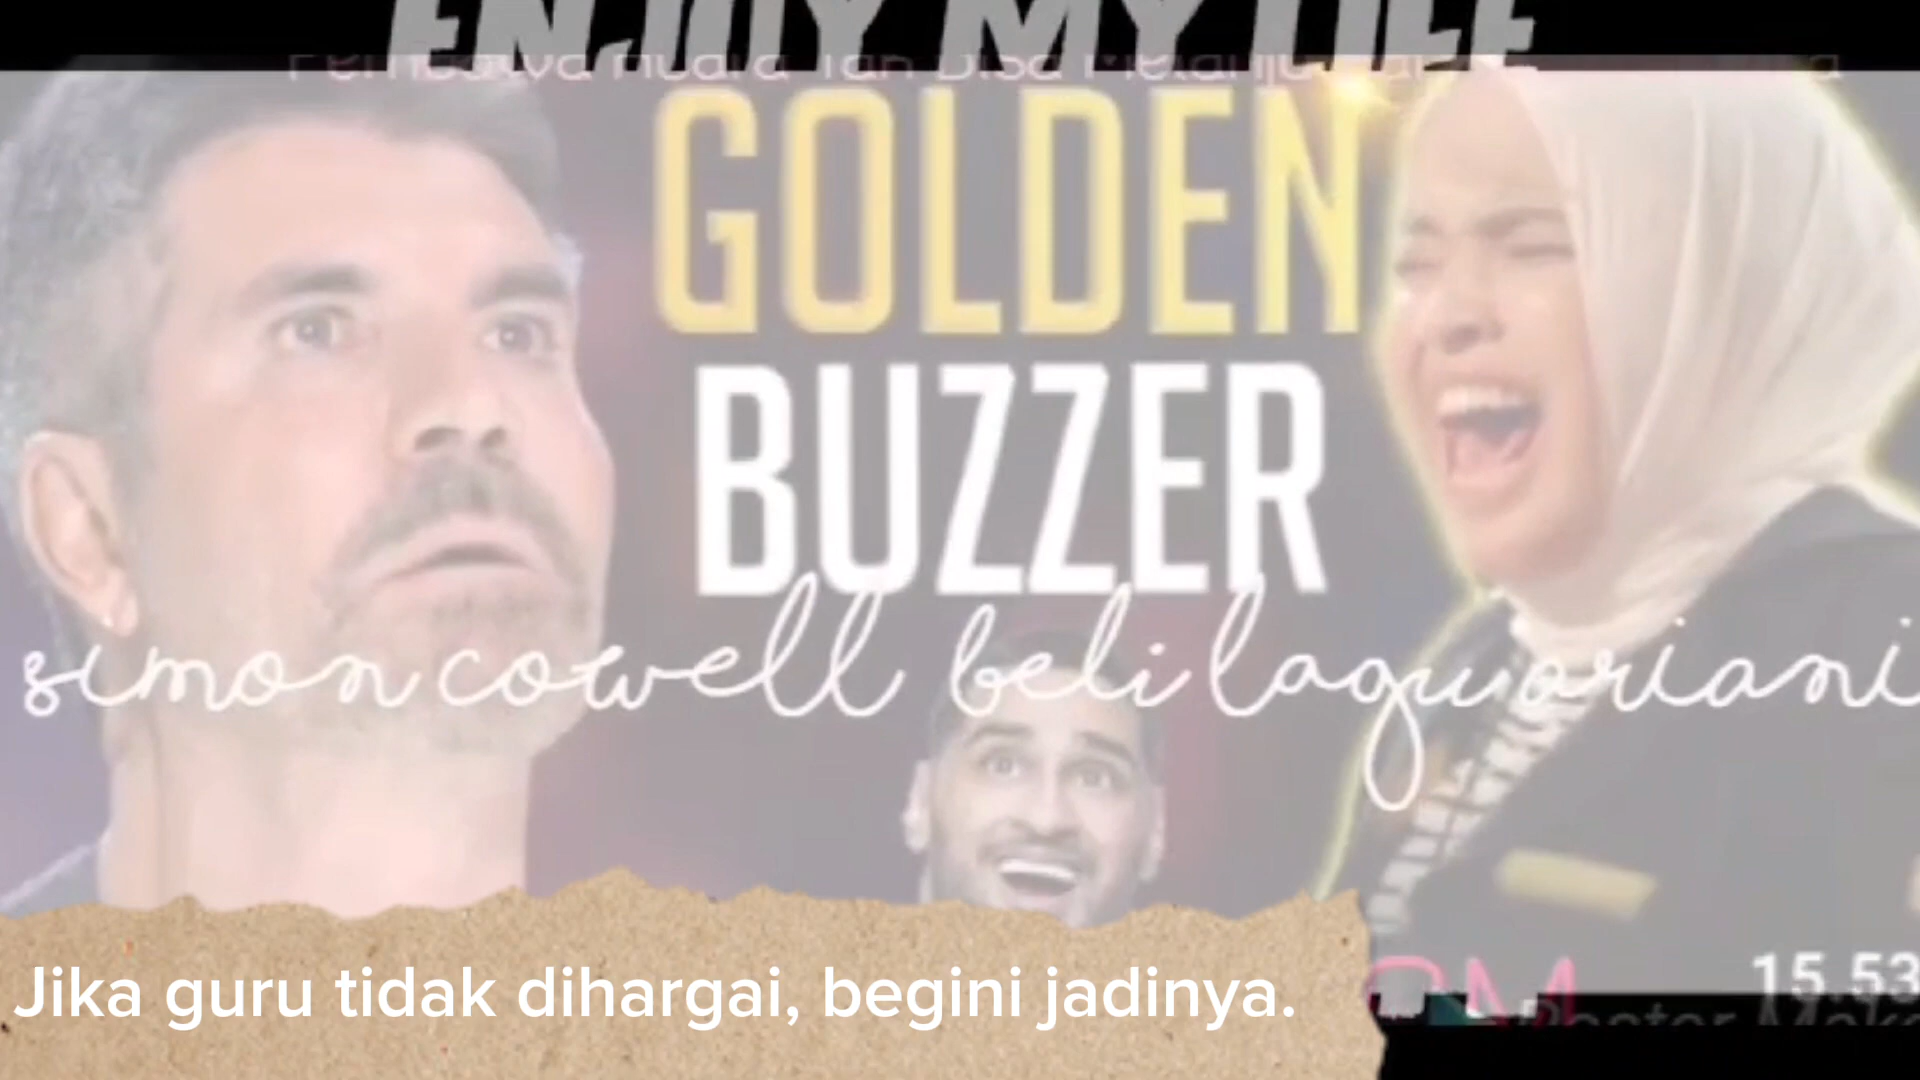 ENJOY MY LIFE
GOLDEN
BUZZER
simon cowell beli lagu ariani
15.53
Jika guru tidak dihargai, begini jadinya.